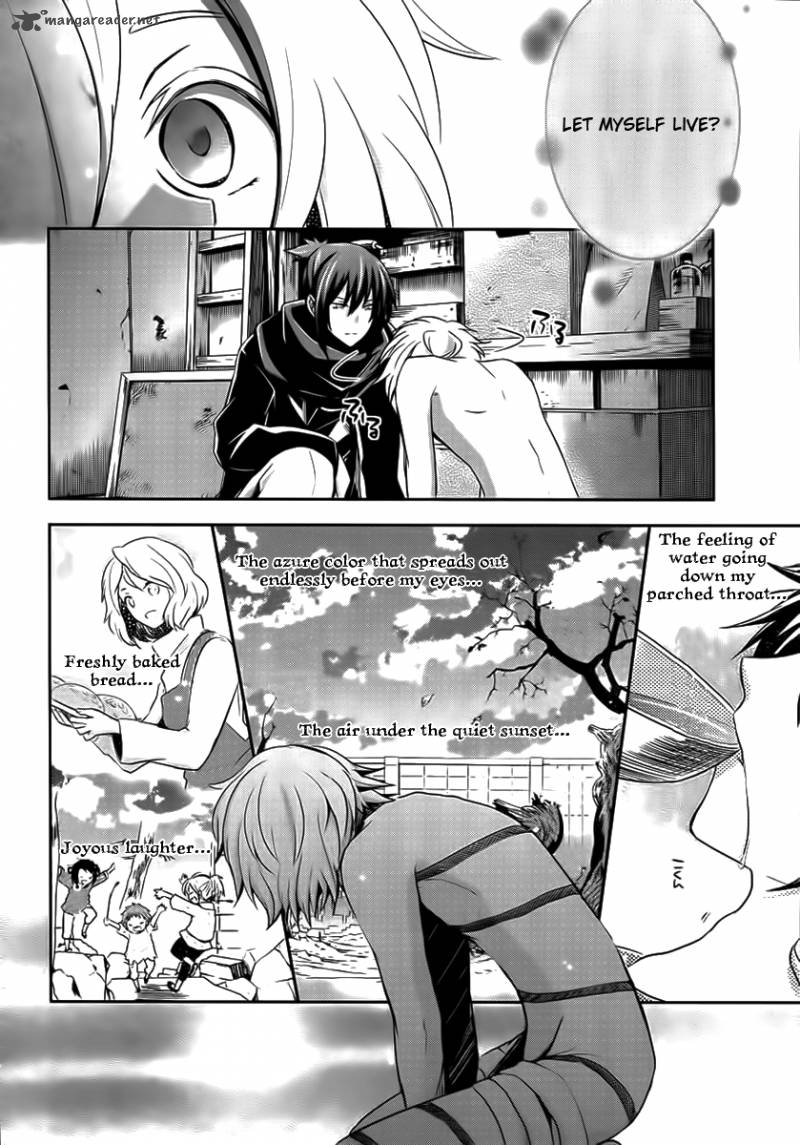 mangareader.net
LET MYSELF LIVE?
ぶる
ぶる
The feeling of
water going
down my
parched throat...
The azure color that spreads out
endlessly before my eyes...
Freshly baked
bread...
The air under the quiet sunset...
Joyous laughter...